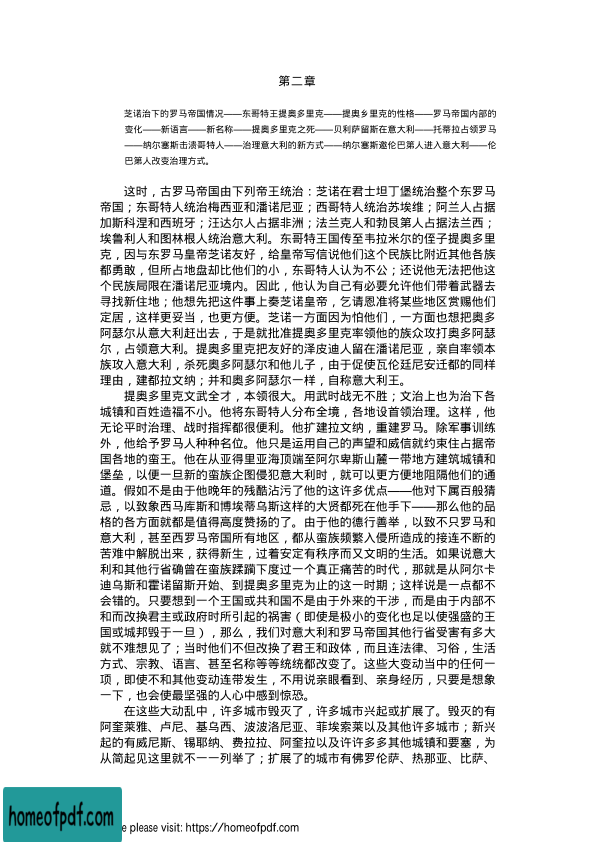 第二章
芝诺治下的罗马帝国情况——东哥特王提奥多里克——提奥乡里克的性格——罗马帝国内部的
变化——新语言——新名称——提奥多里克之死——贝利萨留斯在意大利——托蒂拉占领罗马
——纳尔塞斯击溃哥特人——治理意大利的新方式——纳尔塞斯邀伦巴第人进入意大利——伦
巴第人改变治理方式。
这时，古罗马帝国由下列帝王统治：芝诺在君士坦丁堡统治整个东罗马
帝国；东哥特人统治梅西亚和潘诺尼亚；西哥特人统治苏埃维；阿兰人占据
加斯科涅和西班牙；汪达尔人占据非洲；法兰克人和勃艮第人占据法兰西；
埃鲁利人和图林根人统治意大利。东哥特王国传至韦拉米尔的侄子提奥多里
克，因与东罗马皇帝芝诺友好，给皇帝写信说他们这个民族比附近其他各族
都勇敢，但所占地盘却比他们的小，东哥特人认为不公；还说他无法把他这
个民族局限在潘诺尼亚境内。因此，他认为自己有必要允许他们带着武器去
寻找新住地；他想先把这件事上奏芝诺皇帝，乞请恩准将某些地区赏赐他们
定居，这样更妥当，也更方便。芝诺一方面因为怕他们，一方面也想把奥多
阿瑟尔从意大利赶出去，于是就批准提奥多里克率领他的族众攻打奥多阿瑟
尔，占领意大利。提奥多里克把友好的泽皮迪人留在潘诺尼亚，亲自率领本
族攻入意大利，杀死奥多阿瑟尔和他儿子，由于促使瓦伦廷尼安迁都的同样
理由，建都拉文纳；并和奥多阿瑟尔一样，自称意大利王。
提奥多里克文武全才，本领很大。用武时战无不胜；文治上也为治下各
城镇和百姓造福不小。他将东哥特人分布全境，各地设首领治理。这样，他
无论平时治理、战时指挥都很便利。他扩建拉文纳，重建罗马。除军事训练
外，他给予罗马人种种名位。他只是运用自己的声望和威信就约束住占据帝
国各地的蛮王。他在从亚得里亚海顶端至阿尔卑斯山麓一带地方建筑城镇和
堡垒，以便一旦新的蛮族企图侵犯意大利时，就可以更方便地阻隔他们的通
道。假如不是由于他晚年的残酷沾污了他的这许多优点——他对下属百般猜
忌，以致象西马库斯和博埃蒂乌斯这样的大贤都死在他手下——那么他的品
格的各方面就都是值得高度赞扬的了。由于他的德行善举，以致不只罗马和
意大利，甚至西罗马帝国所有地区，都从蛮族频繁入侵所造成的接连不断的
苦难中解脱出来，获得新生，过着安定有秩序而又文明的生活。如果说意大
利和其他行省确曾在蛮族蹂躏下度过一个真正痛苦的时代，那就是从阿尔卡
迪乌斯和霍诺留斯开始、到提奥多里克为止的这一时期；这样说是一点都不
会错的。只要想到一个王国或共和国不是由于外来的干涉，而是由于内部不
和而改换君主或政府时所引起的祸害（即使是极小的变化也足以使强盛的王
国或城邦毁于一旦），那么，我们对意大利和罗马帝国其他行省受害有多大
就不难想见了；当时他们不但改换了君王和政体，而且连法律、习俗，生活
方式、宗教、语言、甚至名称等等统统都改变了。这些大变动当中的任何一
项，即使不和其他变动连带发生，不用说亲眼看到、亲身经历，只要是想象
一下，也会使最坚强的人心中感到惊恐。
在这些大动乱中，许多城市毁灭了，许多城市兴起或扩展了。毁灭的有
阿奎莱雅、卢尼、基乌西、波波洛尼亚、菲埃索莱以及其他许多城市；新兴
起的有威尼斯、锡耶纳、费拉拉、阿奎拉以及许许多多其他城镇和要塞，为
从简起见这里就不一一列举了；扩展了的城市有佛罗伦萨、热那亚、比萨、
homeofpdf.com
e please visit: https://homeofpdf.com